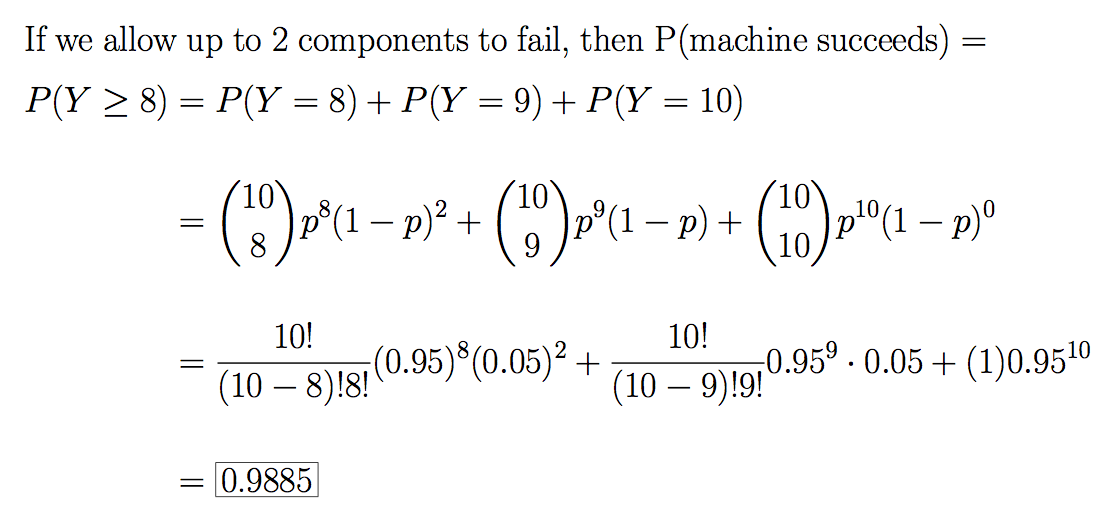 If we allow up to 2 components to fail, then P(machine succeeds) =
P(Y ≥ 8) = P(Y = 8) + P(Y = 9) + P(Y = 10)
= \binom{10}{8} p^8(1 − p)^2 + \binom{10}{9} p^9(1 − p) + \binom{10}{10} p^{10}(1 − p)^0
= \frac{10!}{(10 − 8)!8!}(0.95)^8(0.05)^2 + \frac{10!}{(10 − 9)!9!}0.95^9 · 0.05 + (1)0.95^{10}
= 0.9885